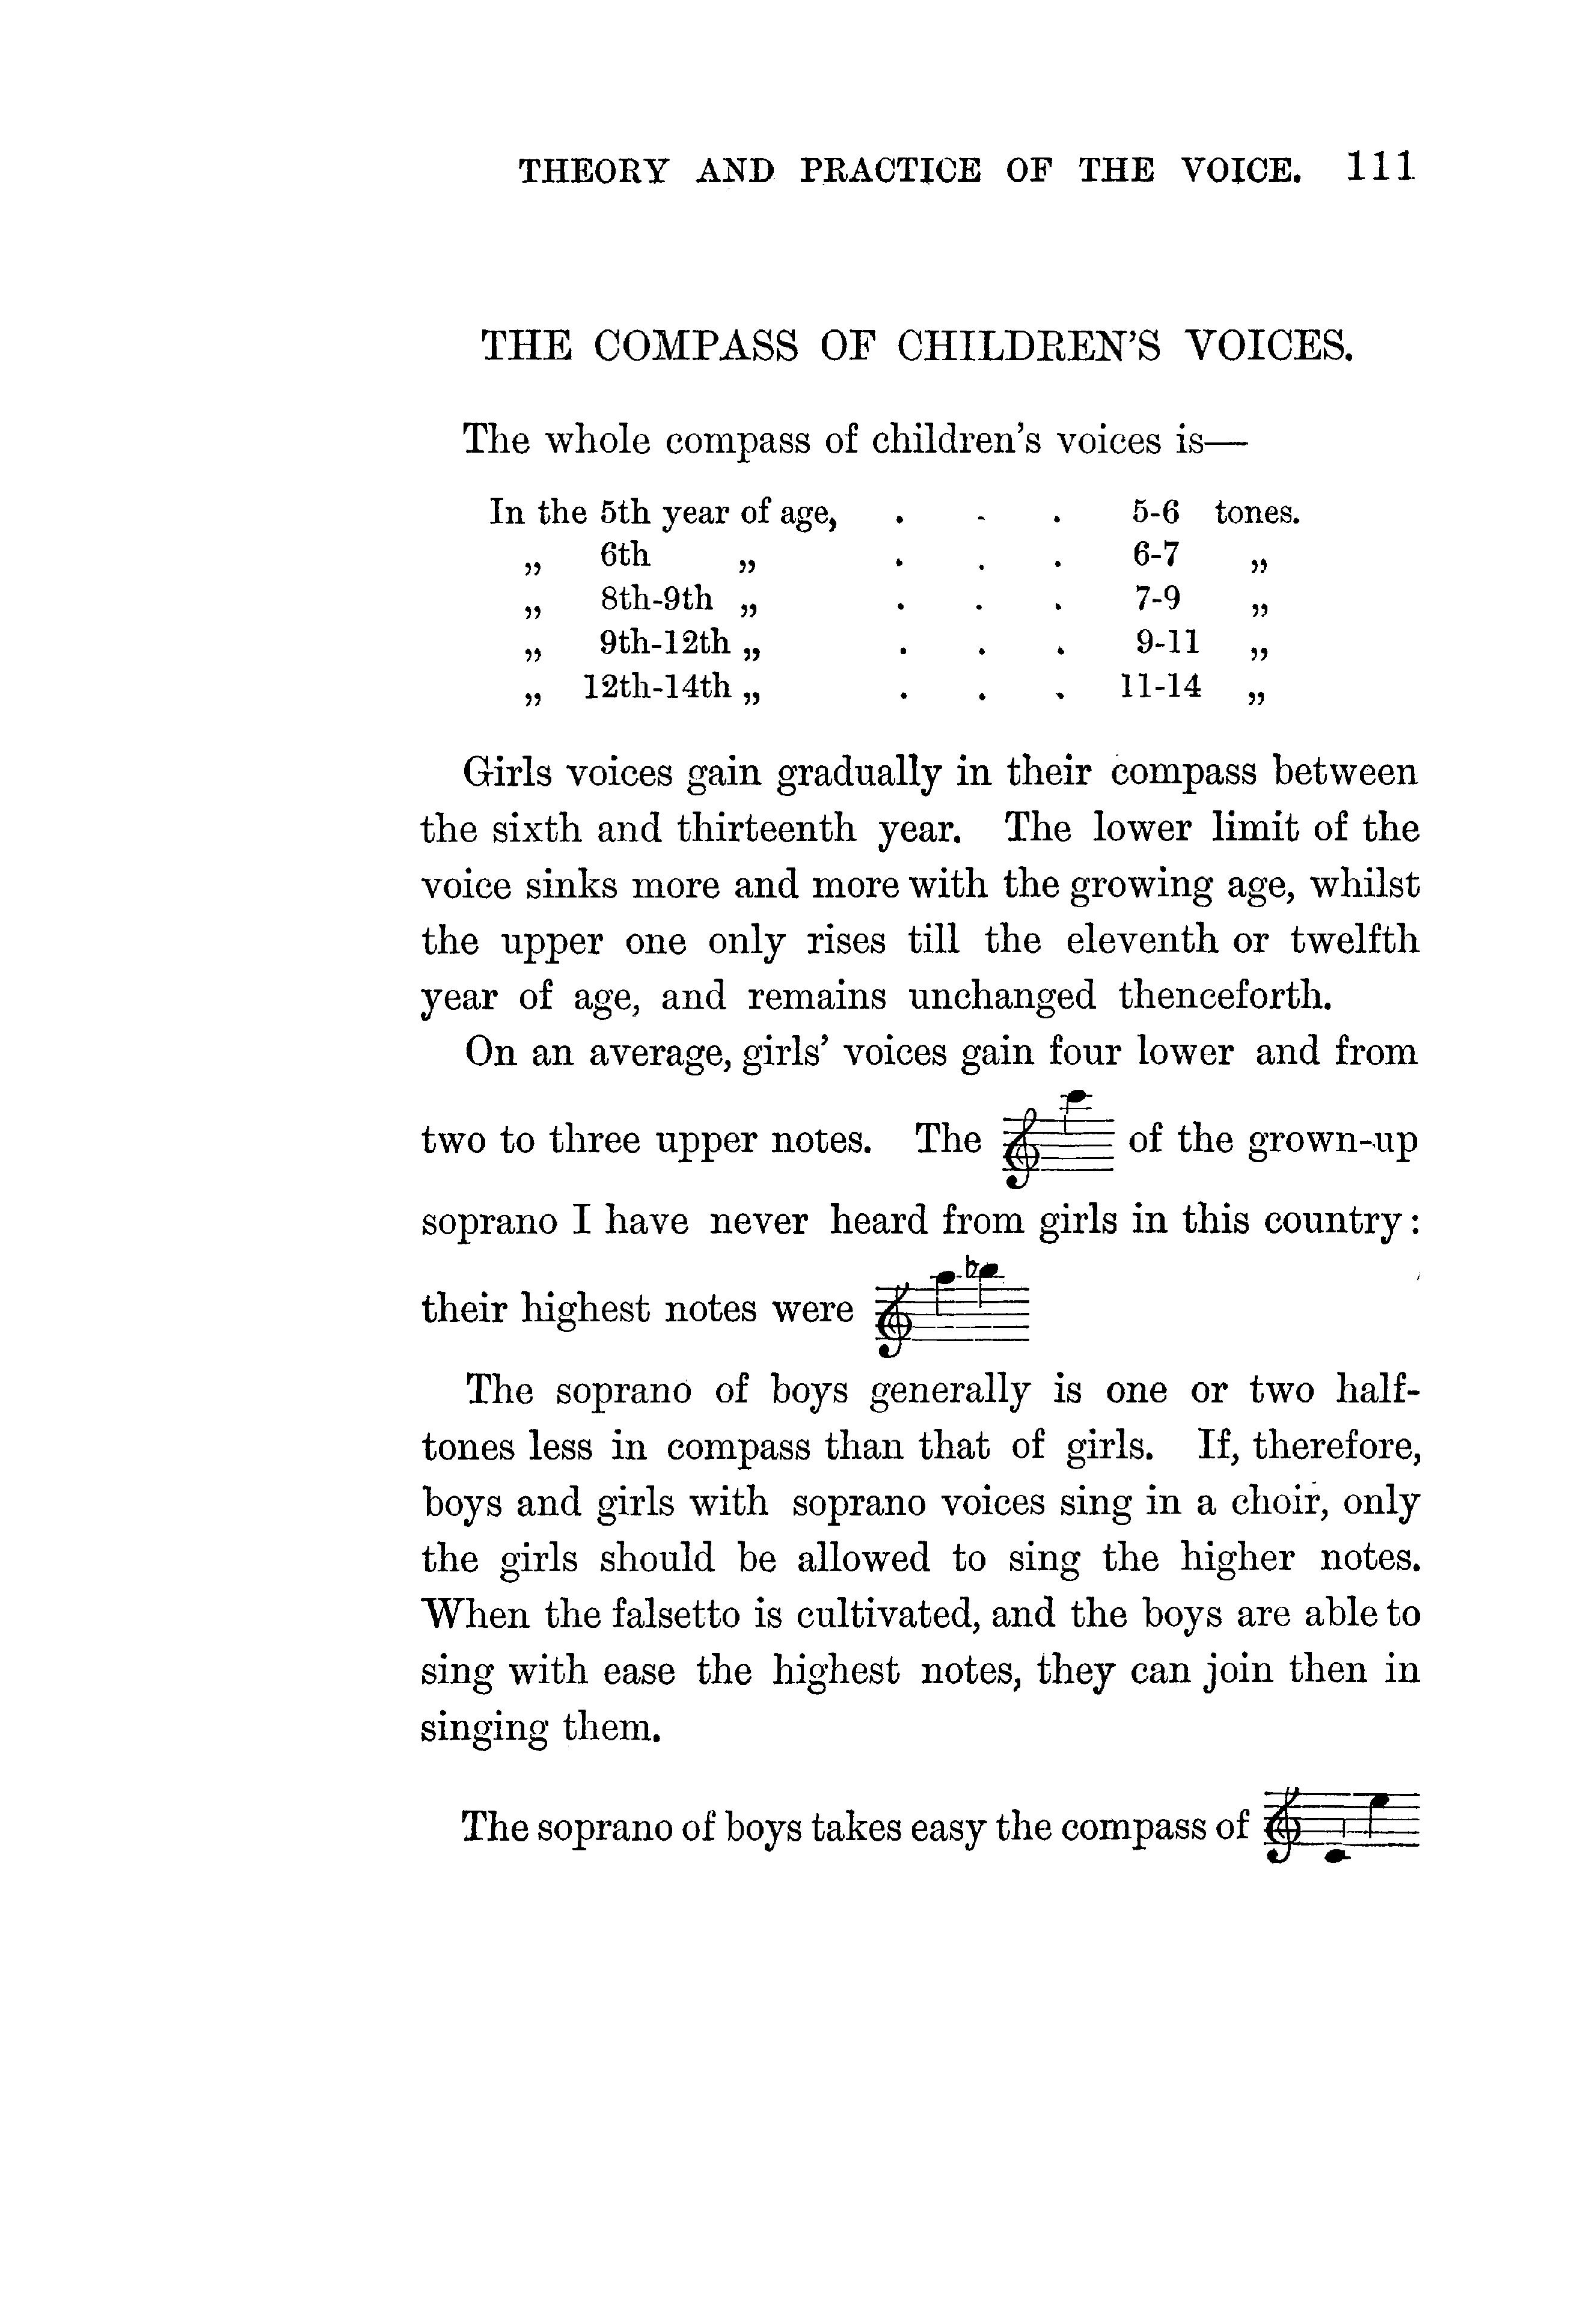 THEORY AND PRACTICE OF THE VOICE. 111
THE COMPASS OF CHILDREN'S VOICES.
The whole compass of children's voices is—
In the 5th year of age, . . . 5-6 tones.
„ 6th „ . . . 6-7 „
„ 8th-9th „ . . . 7-9 „
„ 9th-12th „ . . . 9-11 „
„ 12th-14th „ . . . 11-14 „
Girls voices gain gradually in their compass between
the sixth and thirteenth year. The lower limit of the
voice sinks more and more with the growing age, whilst
the upper one only rises till the eleventh or twelfth
year of age, and remains unchanged thenceforth.
On an average, girls' voices gain four lower and from
two to three upper notes. The of the grown-up
soprano I have never heard from girls in this country:
their highest notes were
The soprano of boys generally is one or two half-
tones less in compass than that of girls. If, therefore,
boys and girls with soprano voices sing in a choir, only
the girls should be allowed to sing the higher notes.
When the falsetto is cultivated, and the boys are able to
sing with ease the highest notes, they can join then in
singing them.
The soprano of boys takes easy the compass of